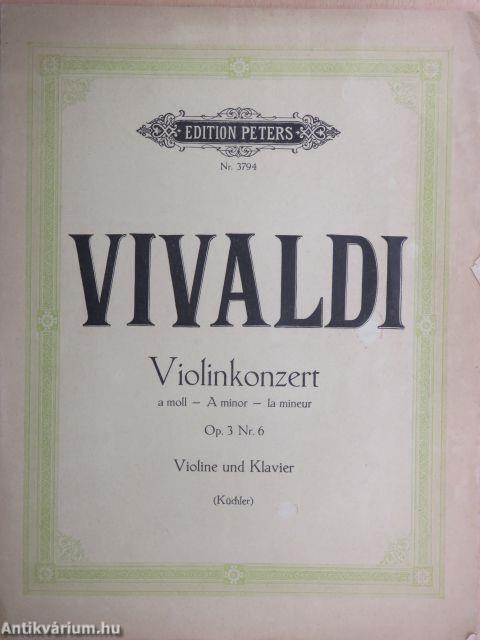 EDITION PETERS
Nr. 3794
VIVALDI
Violinkonzert
a moll – A minor – la mineur
Op. 3 Nr. 6
Violine und Klavier
(Küchler)
Antikvárium.hu